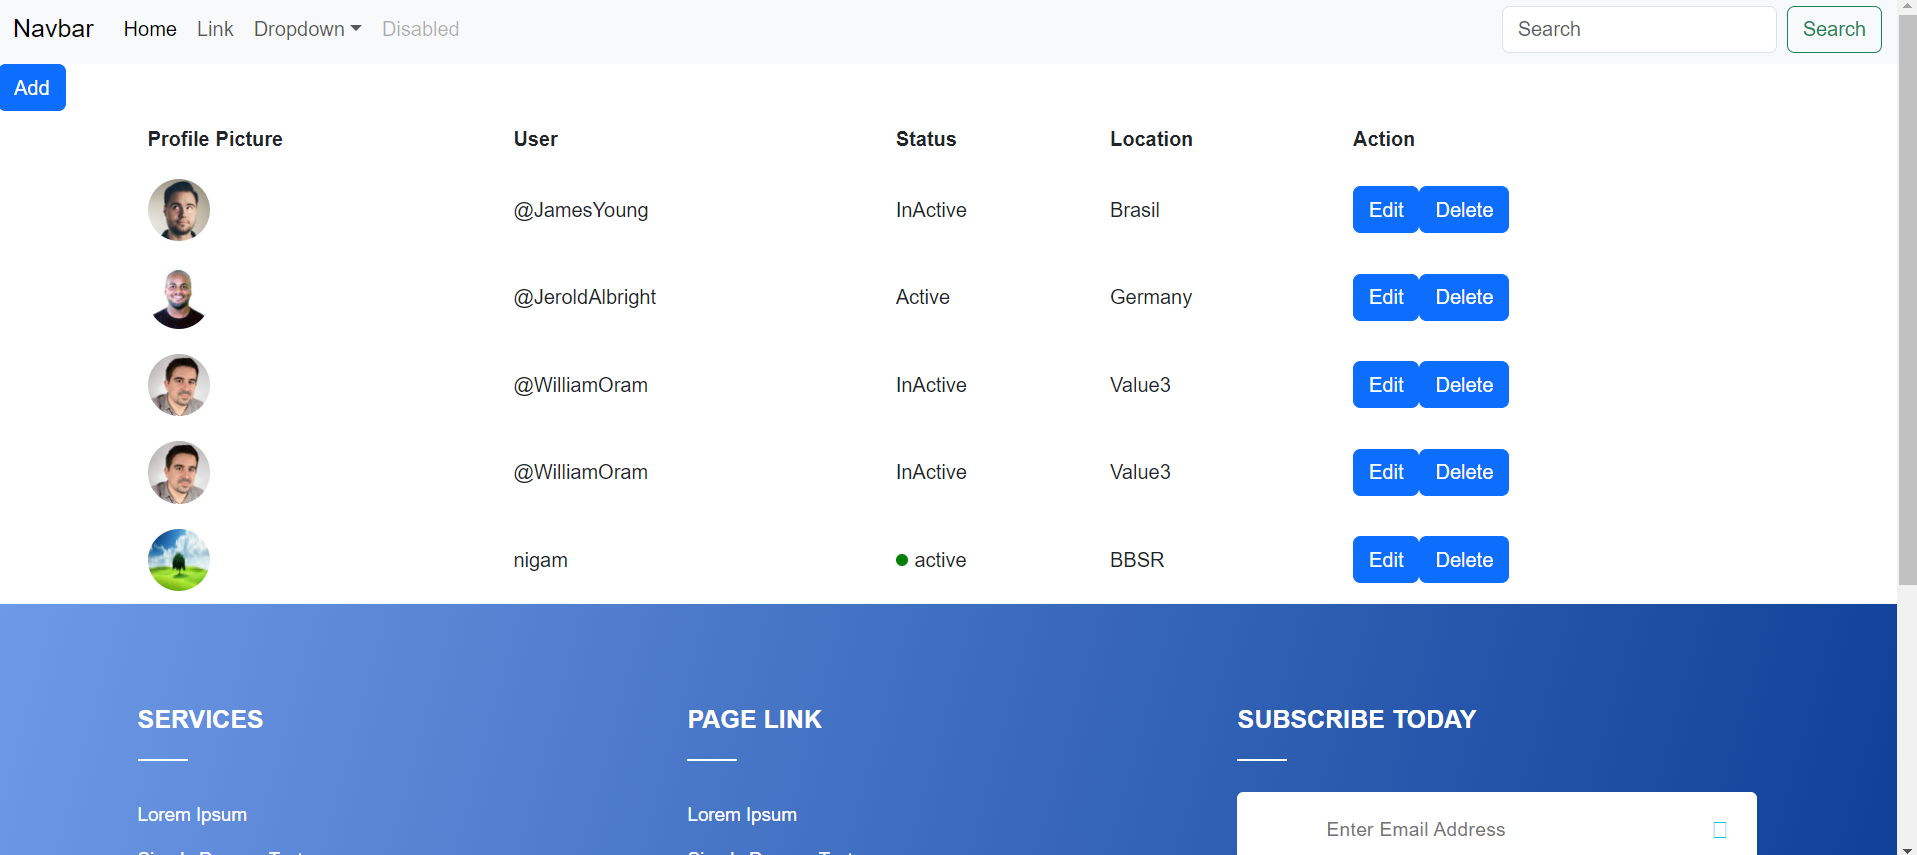 Navbar Home Link Dropdown Disabled Search Search
Add
Profile Picture User Status Location Action
@JamesYoung InActive Brasil Edit Delete
@JeroldAlbright Active Germany Edit Delete
@WilliamOram InActive Value3 Edit Delete
@WilliamOram InActive Value3 Edit Delete
nigam active BBSR Edit Delete
SERVICES PAGE LINK SUBSCRIBE TODAY
Lorem Ipsum Lorem Ipsum
Enter Email Address